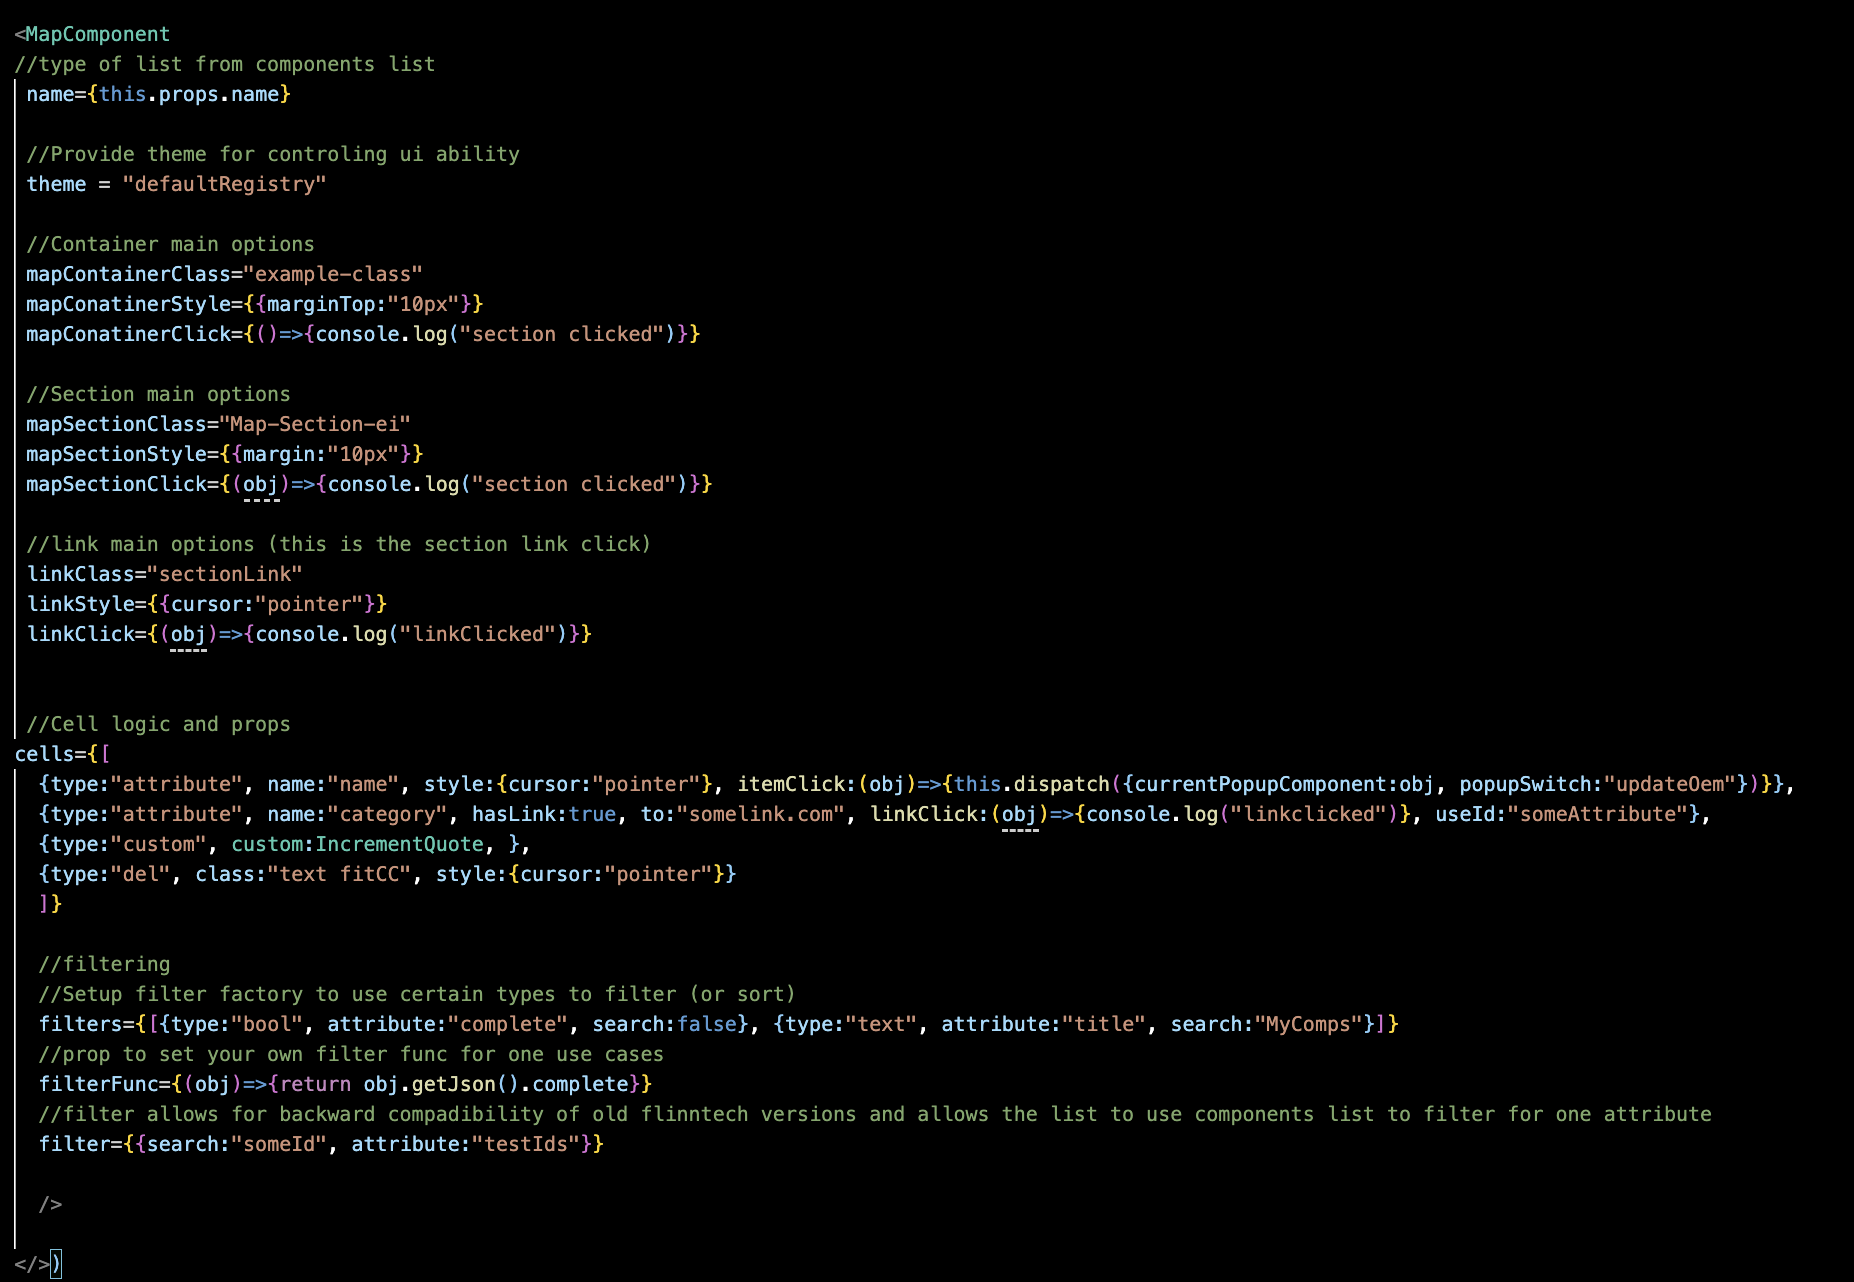 <MapComponent
//type of list from components list
name={this.props.name}
//Provide theme for controling ui ability
theme = "defaultRegistry"
//Container main options
mapContainerClass="example-class"
mapConatinerStyle={{marginTop:"10px"}}
mapConatinerClick={()=>{console.log("section clicked")}}
//Section main options
mapSectionClass="Map-Section-ei"
mapSectionStyle={{margin:"10px"}}
mapSectionClick={(obj)=>{console.log("section clicked")}}
//link main options (this is the section link click)
linkClass="sectionLink"
linkStyle={{cursor:"pointer"}}
linkClick={(obj)=>{console.log("linkClicked")}}
//Cell logic and props
cells={[
{type:"attribute", name:"name", style:{cursor:"pointer"}, itemClick:(obj)=>{this.dispatch({currentPopupComponent:obj, popupSwitch:"updateOem"})}},
{type:"attribute", name:"category", hasLink:true, to:"somelink.com", linkClick:(obj)=>{console.log("linkclicked")}, useId:"someAttribute"},
{type:"custom", custom:IncrementQuote, },
{type:"del", class:"text fitCC", style:{cursor:"pointer"}}
]}
//filtering
//Setup filter factory to use certain types to filter (or sort)
filters={[{type:"bool", attribute:"complete", search:false}, {type:"text", attribute:"title", search:"MyComps"}]}
//prop to set your own filter func for one use cases
filterFunc={(obj)=>{return obj.getJson().complete}}
//filter allows for backward compadibility of old flinntech versions and allows the list to use components list to filter for one attribute
filter={{search:"someId", attribute:"testIds"}}
/>
</>)